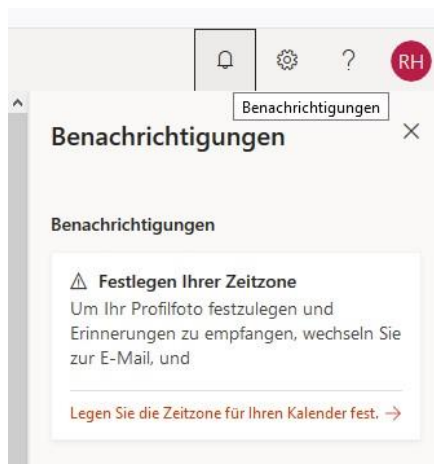 ? RH
Benachrichtigungen
Benachrichtigungen
Benachrichtigungen
Festlegen Ihrer Zeitzone
Um Ihr Profilfoto festzulegen und
Erinnerungen zu empfangen, wechseln Sie
zur E-Mail, und
Legen Sie die Zeitzone für Ihren Kalender fest. →